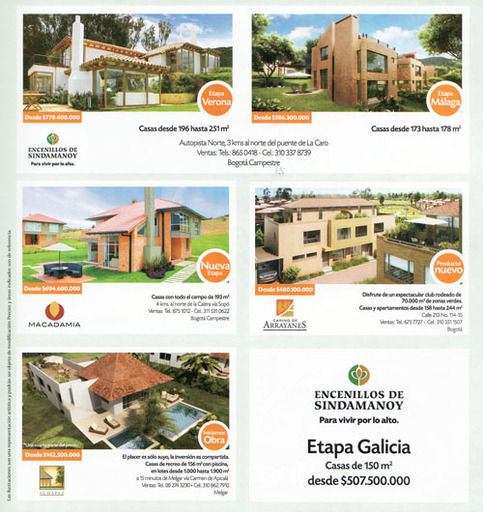 Desde $779.400.000
Etapa
Verona
Desde $586.300.000
Etapa
Málaga
Casas desde 196 hasta 251 m²
Casas desde 173 hasta 178 m²
ENCENILLOS DE
SINDAMANOY
Para vivir por lo alto.
Autopista Norte, 3 kms al norte del puente de La Caro
Ventas: Tels.: 865 0418 - Cel.: 310 337 8739
Bogotá Campestre
Desde $694.600.000
Nueva
Etapa
MACADAMIA
Casas con todo el campo de 193 m²
4 kms. al norte de la Calera vía Sopó
Ventas: Tel. 875 1012 - Cel.: 311 531 0622
Bogotá Campestre
Desde $480.100.000
Producto
nuevo
CAMINO DE
ARRAYANES
Disfrute de un espectacular club rodeado de
70.000 m² de zonas verdes.
Casas y apartamentos desde 158 hasta 244 m²
Calle 213 No. 114-10
Ventas: Tel.: 673 7727 - Cel.: 310 551 1507
Bogotá
Desde $142.500.000
Iniciamos
Obra
SUMAPAZ
El placer es sólo suyo, la inversión es compartida.
Casas de recreo de 156 m² con piscina,
en lotes desde 1.000 hasta 1.900 m²
a 15 minutos de Melgar vía Carmen de Apicalá
Ventas: Tel. 091 274 3230 - Cel.: 310 862 7910
Melgar
ENCENILLOS DE
SINDAMANOY
Para vivir por lo alto.
Etapa Galicia
Casas de 150 m²
desde $507.500.000
Las ilustraciones son una representación artística y podrán ser objeto de modificación. Precios y áreas indicados son de referencia.